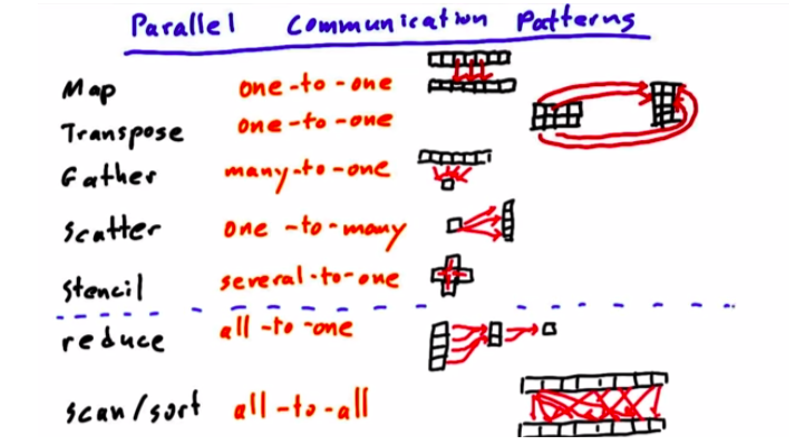 Parallel Communication Patterns
Map one-to-one
Transpose one-to-one
Gather many-to-one
Scatter one-to-many
Stencil several-to-one
reduce all-to-one
scan/sort all-to-all